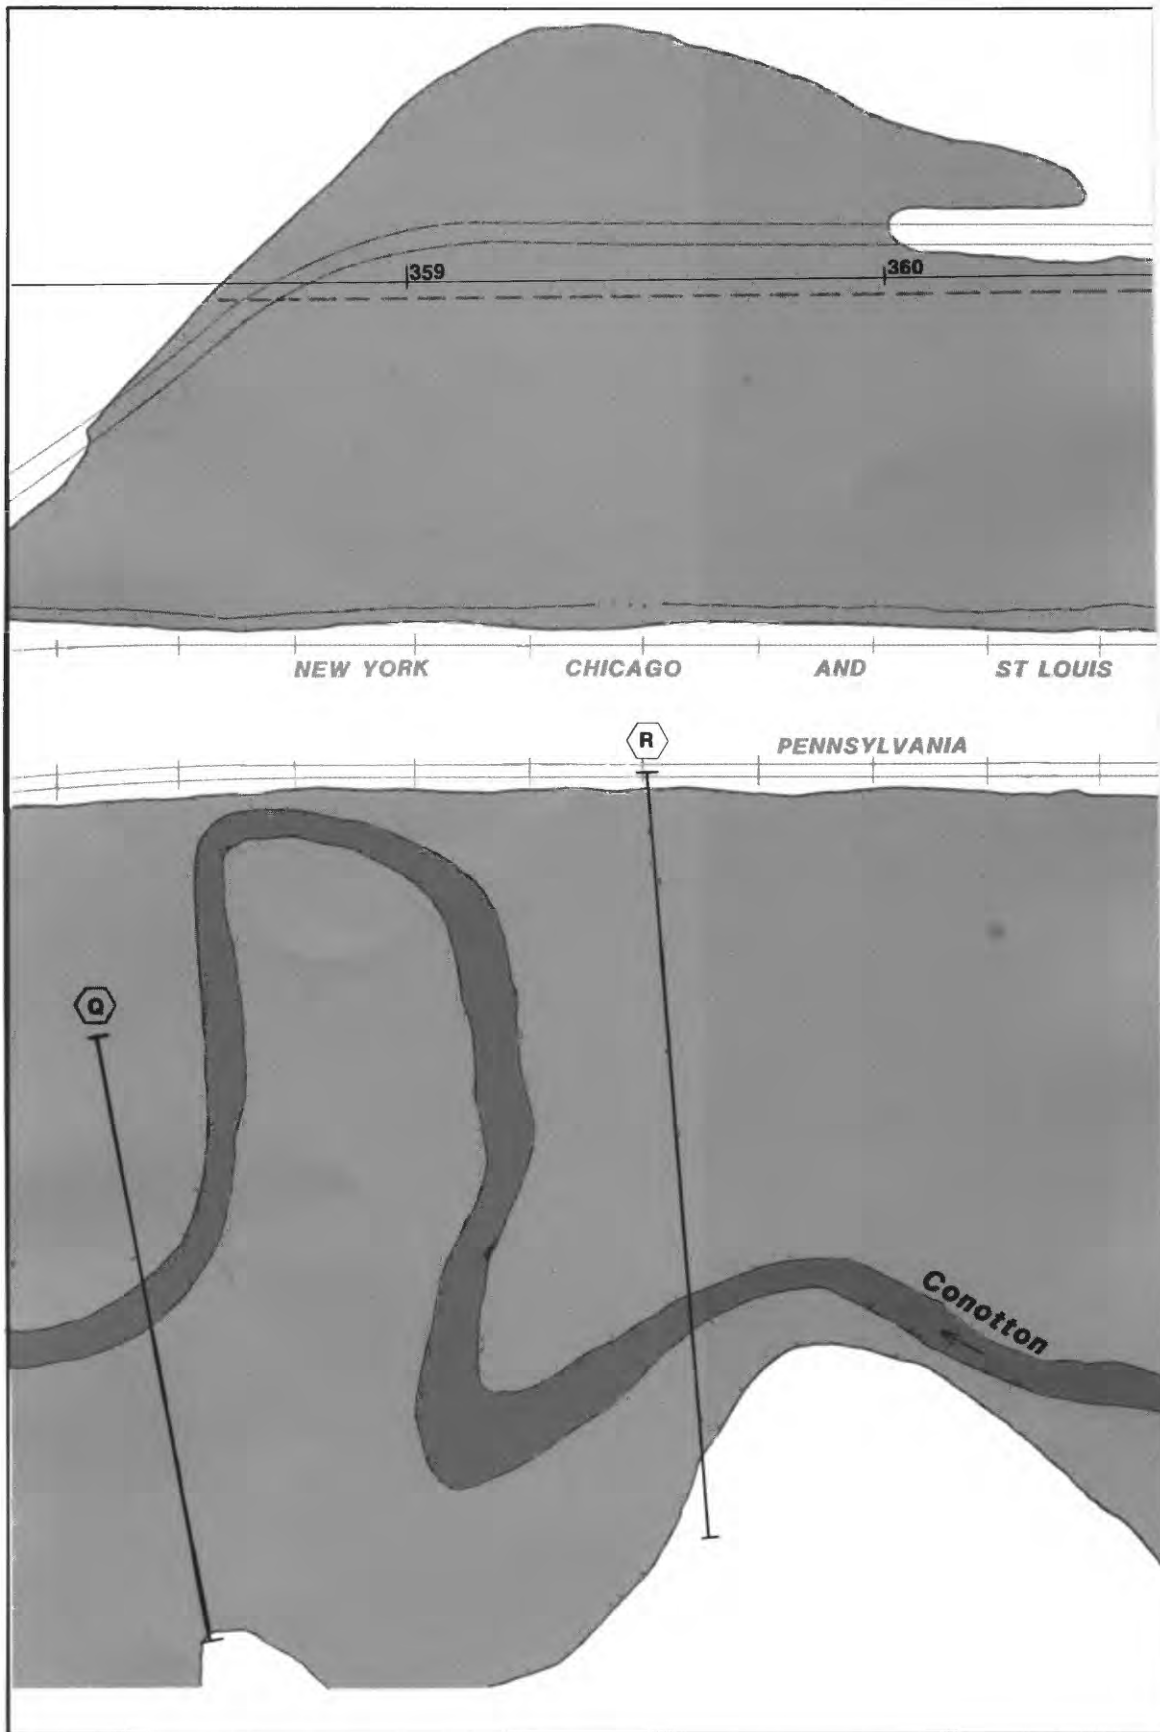 359
360
NEW YORK CHICAGO AND ST LOUIS
R
PENNSYLVANIA
Q
Conotton